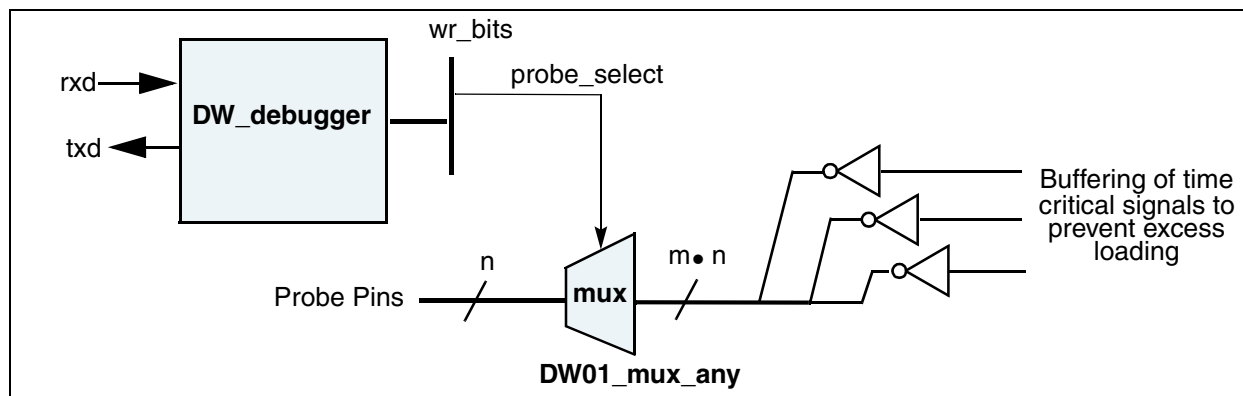 wr_bits
probe_select
rxd
DW_debugger
txd
Buffering of time
critical signals to
prevent excess
loading
n
m• n
Probe Pins
mux
DW01_mux_any